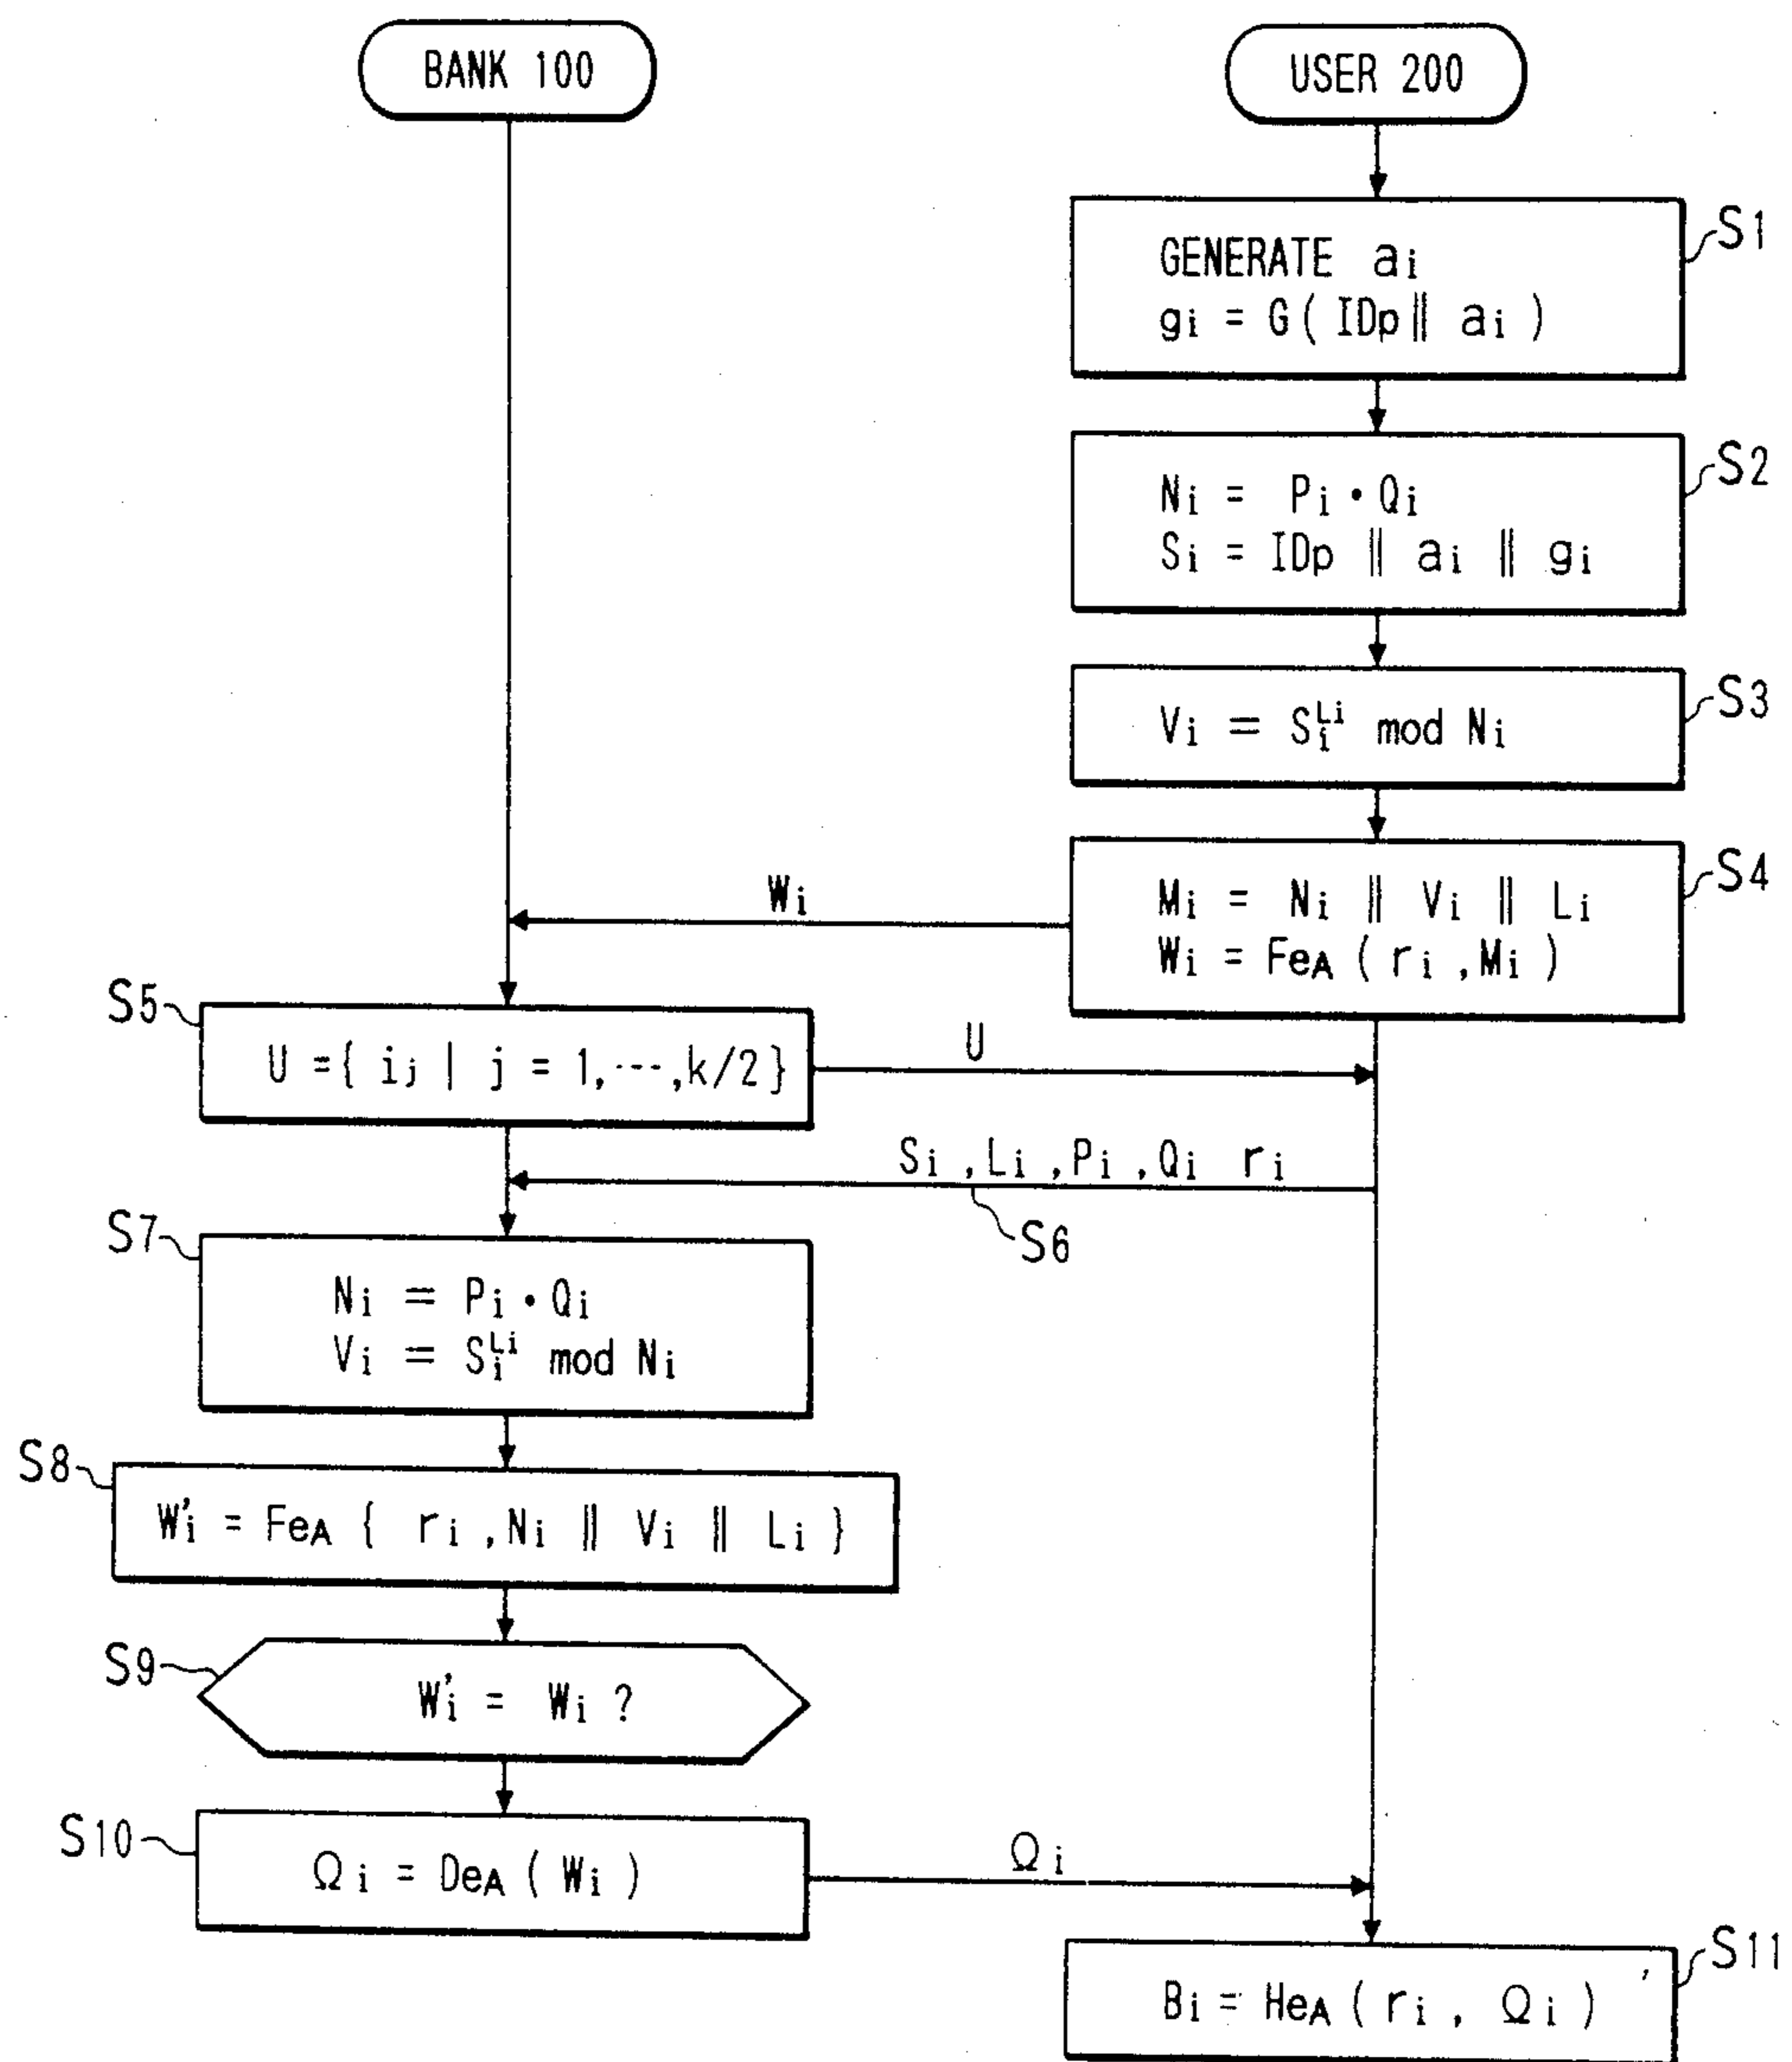 BANK 100
USER 200
S1
GENERATE ai
gi = G( IDp ‖ ai )
S2
Ni = Pi · Qi
Si = IDp ‖ ai ‖ gi
S3
Vi = Si^Li mod Ni
S4
Mi = Ni ‖ Vi ‖ Li
Wi = FeA ( ri , Mi )
Wi
S5
U = { ij | j = 1, ---, k/2 }
U
Si , Li , Pi , Qi ri
S6
S7
Ni = Pi · Qi
Vi = Si^Li mod Ni
S8
W'i = FeA { ri , Ni ‖ Vi ‖ Li }
S9
W'i = Wi ?
S10
Ωi = DeA ( Wi )
Ωi
S11
Bi = HeA ( ri , Ωi )